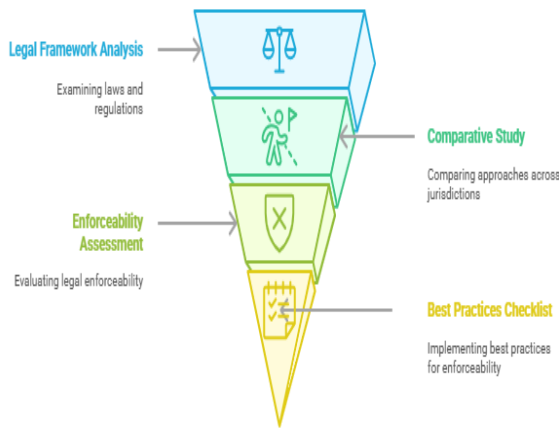 Legal Framework Analysis
Examining laws and
regulations
Comparative Study
Comparing approaches across
jurisdictions
Enforceability
Assessment
Evaluating legal enforceability
Best Practices Checklist
Implementing best practices
for enforceability